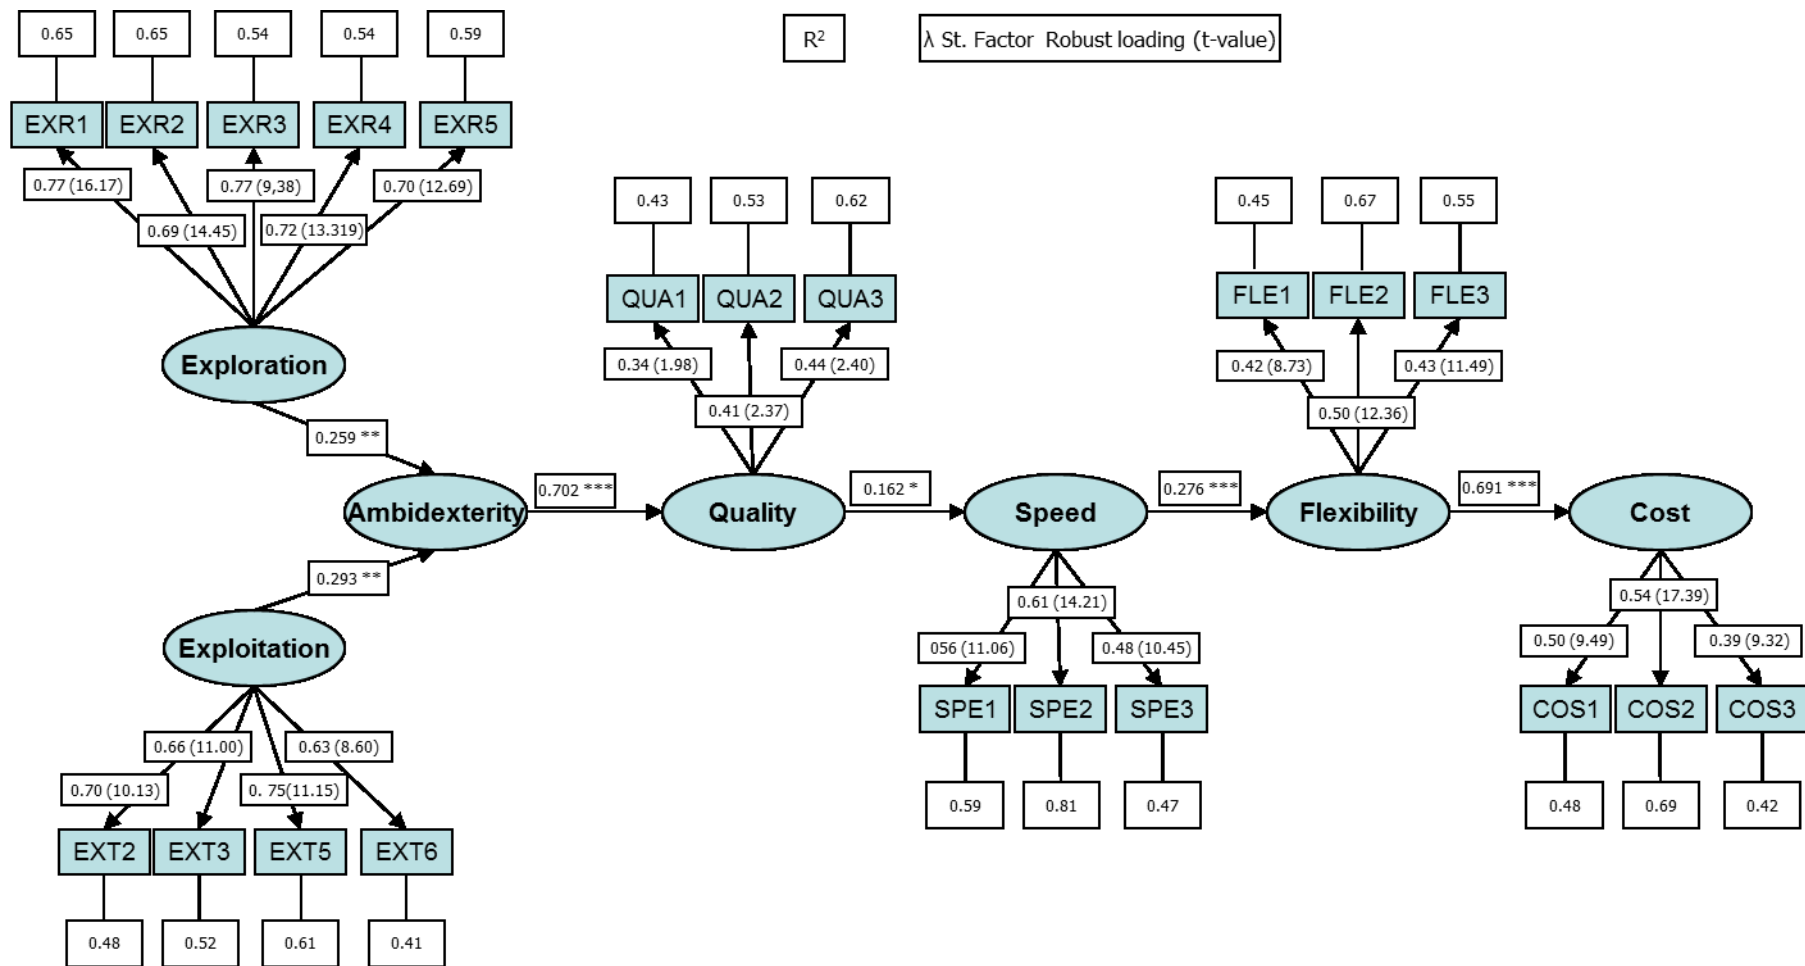 0.65
0.65
0.54
0.54
0.59
R²
λ St. Factor Robust loading (t-value)
EXR1
EXR2
EXR3
EXR4
EXR5
0.77 (16.17)
0.77 (9,38)
0.70 (12.69)
0.69 (14.45)
0.72 (13.319)
Exploration
0.43
0.53
0.62
QUA1
QUA2
QUA3
0.34 (1.98)
0.44 (2.40)
0.41 (2.37)
0.45
0.67
0.55
FLE1
FLE2
FLE3
0.42 (8.73)
0.43 (11.49)
0.50 (12.36)
0.259 **
Ambidexterity
0.702 ***
Quality
0.162 *
Speed
0.276 ***
Flexibility
0.691 ***
Cost
0.293 **
Exploitation
0.66 (11.00)
0.63 (8.60)
0.70 (10.13)
0. 75(11.15)
EXT2
EXT3
EXT5
EXT6
0.48
0.52
0.61
0.41
0.61 (14.21)
056 (11.06)
0.48 (10.45)
SPE1
SPE2
SPE3
0.59
0.81
0.47
0.54 (17.39)
0.50 (9.49)
0.39 (9.32)
COS1
COS2
COS3
0.48
0.69
0.42